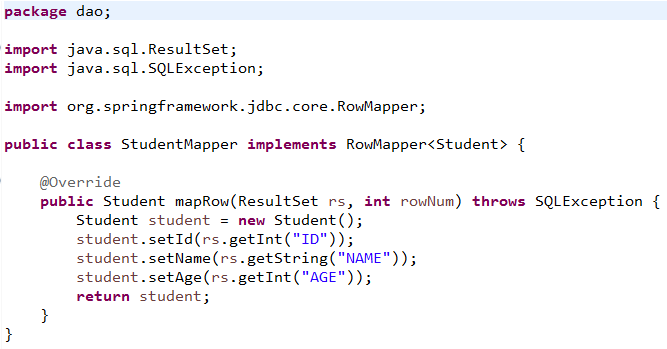 package dao;
import java.sql.ResultSet;
import java.sql.SQLException;
import org.springframework.jdbc.core.RowMapper;
public class StudentMapper implements RowMapper<Student> {
@Override
public Student mapRow(ResultSet rs, int rowNum) throws SQLException {
Student student = new Student();
student.setId(rs.getInt("ID"));
student.setName(rs.getString("NAME"));
student.setAge(rs.getInt("AGE"));
return student;
}
}